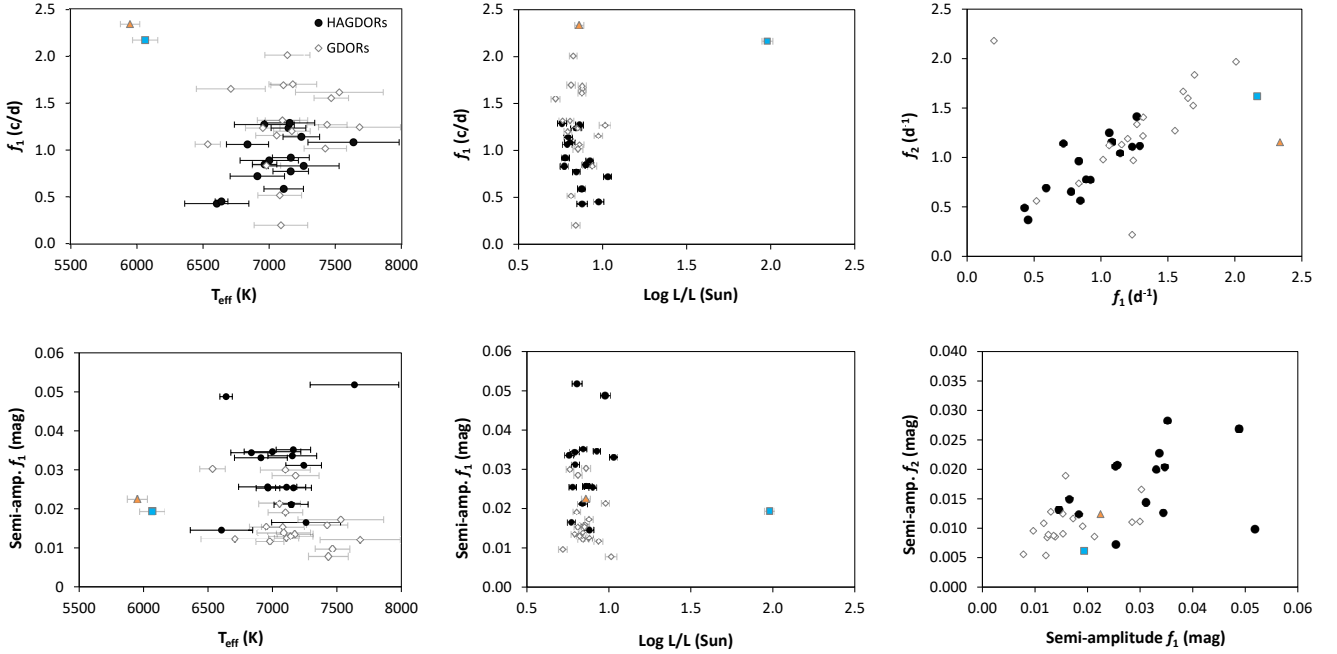 HAGDORs
GDORs
f₁ (c/d)
2.5
2.0
1.5
1.0
0.5
0.0
5500 6000 6500 7000 7500 8000
T_eff (K)
f₁ (c/d)
2.5
2.0
1.5
1.0
0.5
0.0
0.5 1.0 1.5 2.0 2.5
Log L/L (Sun)
f₂ (d⁻¹)
2.5
2.0
1.5
1.0
0.5
0.0
0.0 0.5 1.0 1.5 2.0 2.5
f₁ (d⁻¹)
Semi-amp. f₁ (mag)
0.06
0.05
0.04
0.03
0.02
0.01
0
5500 6000 6500 7000 7500 8000
T_eff (K)
Semi-amp. f₁ (mag)
0.06
0.05
0.04
0.03
0.02
0.01
0.00
0.5 1.0 1.5 2.0 2.5
Log L/L (Sun)
Semi-amp. f₂ (mag)
0.040
0.035
0.030
0.025
0.020
0.015
0.010
0.005
0.000
0.00 0.01 0.02 0.03 0.04 0.05 0.06
Semi-amplitude f₁ (mag)